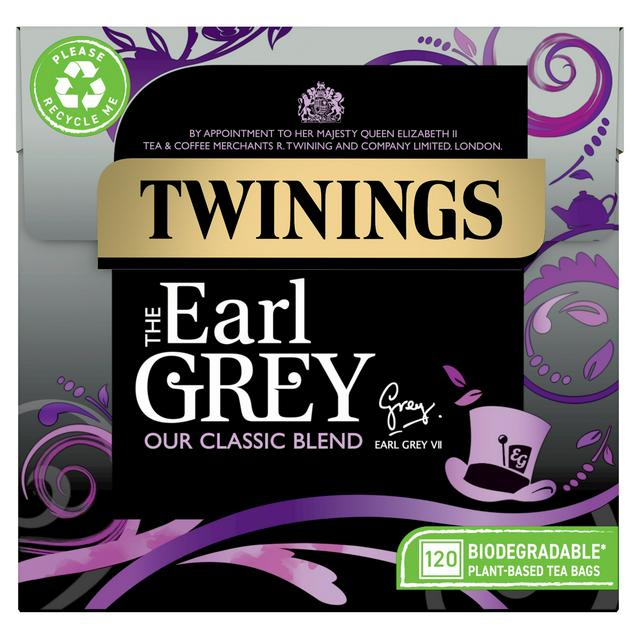 PLEASE
RECYCLE ME
BY APPOINTMENT TO HER MAJESTY QUEEN ELIZABETH II
TEA & COFFEE MERCHANTS R. TWINING AND COMPANY LIMITED. LONDON.
TWININGS
THE Earl
GREY
OUR CLASSIC BLEND
Grey.
EARL GREY VII
EG
120
BIODEGRADABLE*
PLANT-BASED TEA BAGS